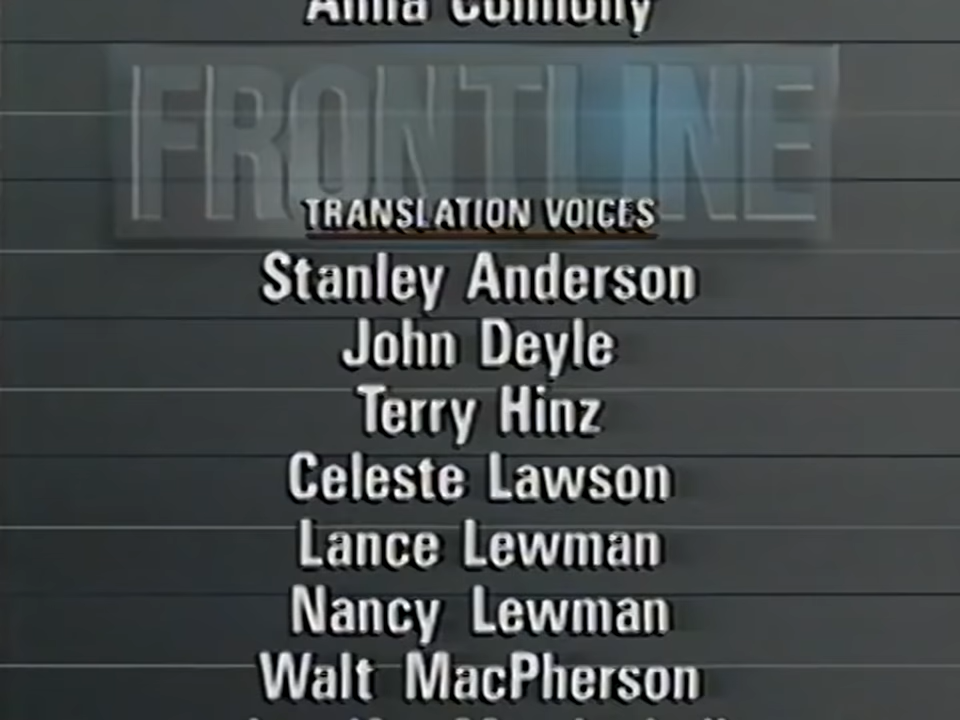 FRONTLINE
TRANSLATION VOICES
Stanley Anderson
John Deyle
Terry Hinz
Celeste Lawson
Lance Lewman
Nancy Lewman
Walt MacPherson